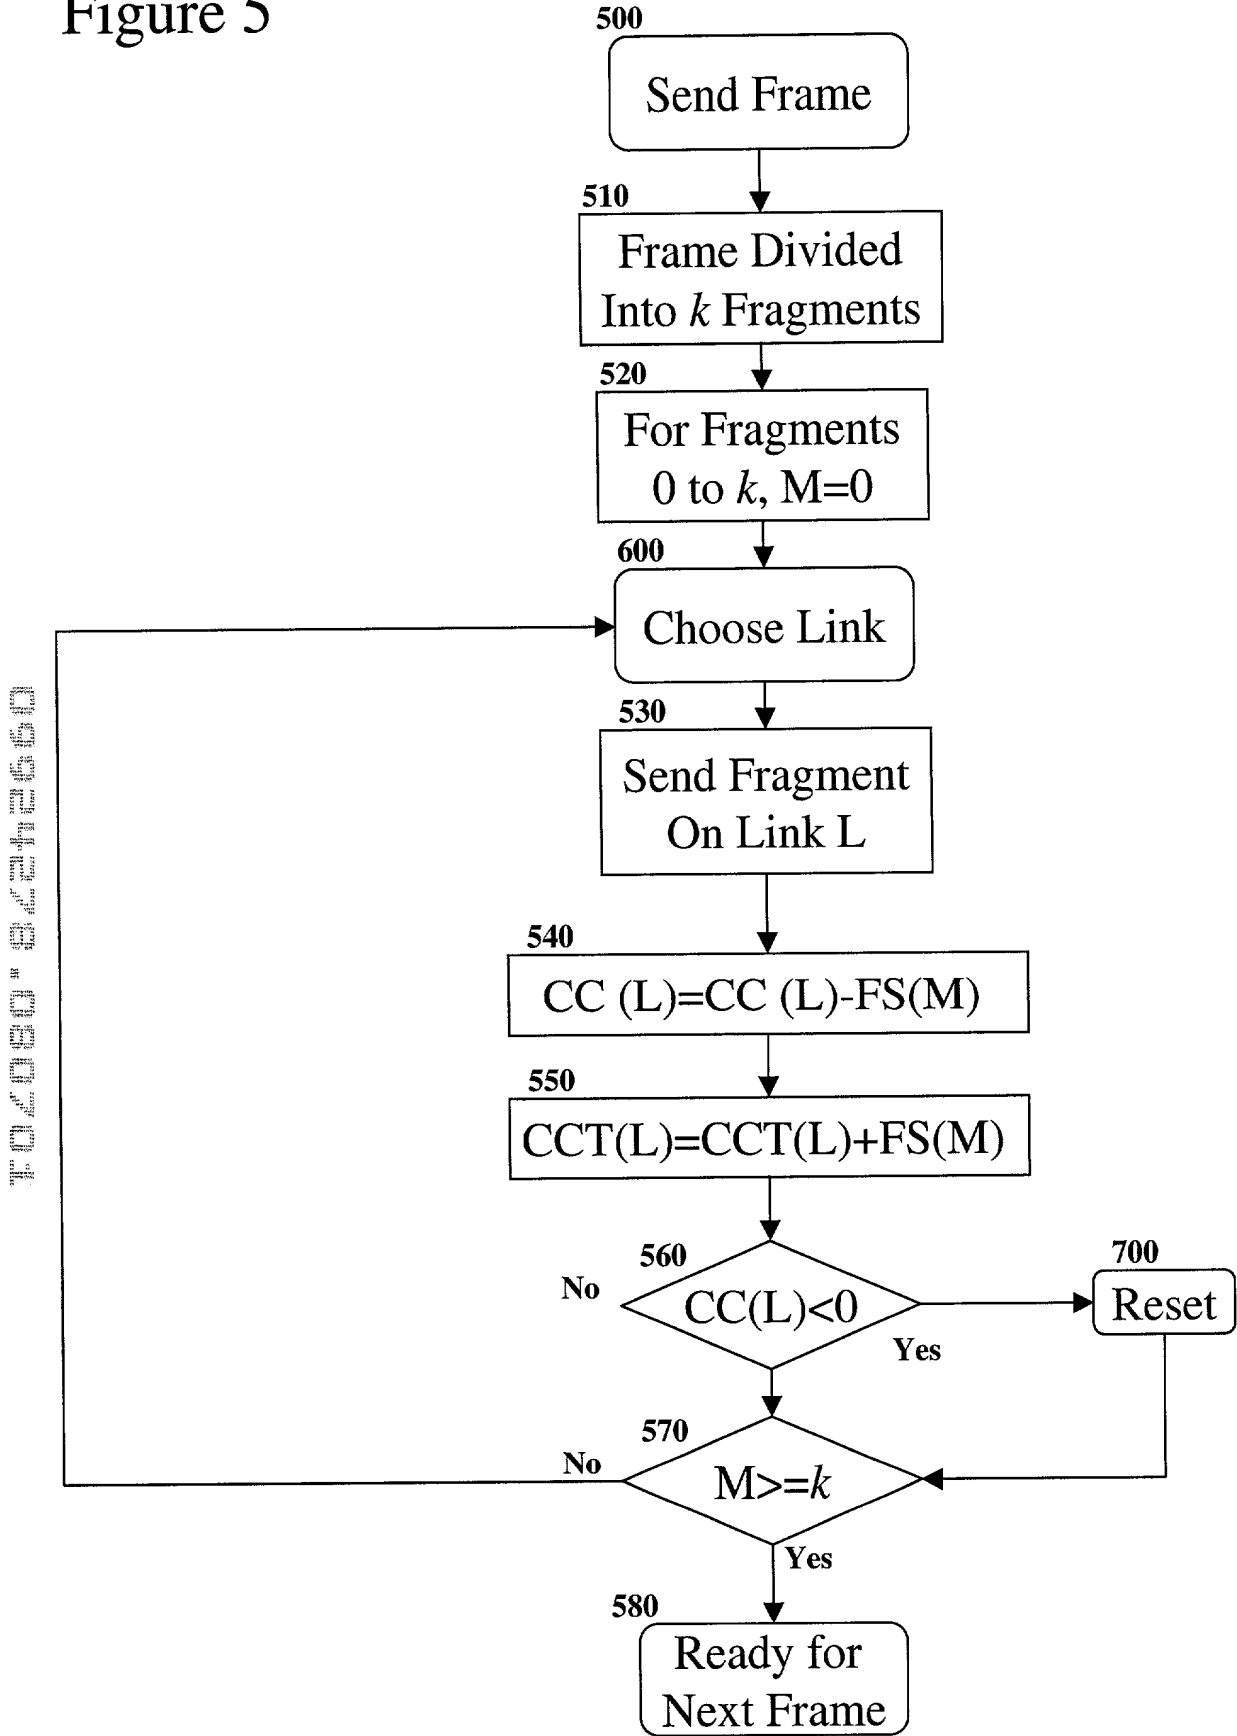 Figure 5
500
Send Frame
510
Frame Divided
Into k Fragments
520
For Fragments
0 to k, M=0
600
Choose Link
530
Send Fragment
On Link L
540
CC (L)=CC (L)-FS(M)
550
CCT(L)=CCT(L)+FS(M)
560
No
CC(L)<0
Yes
700
Reset
570
No
M>=k
Yes
580
Ready for
Next Frame